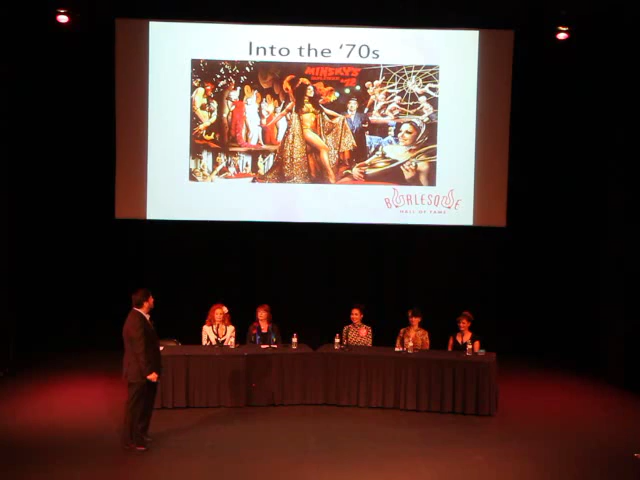 Into the '70s
MINSKY'S
BURLESQUE
HALL OF FAME